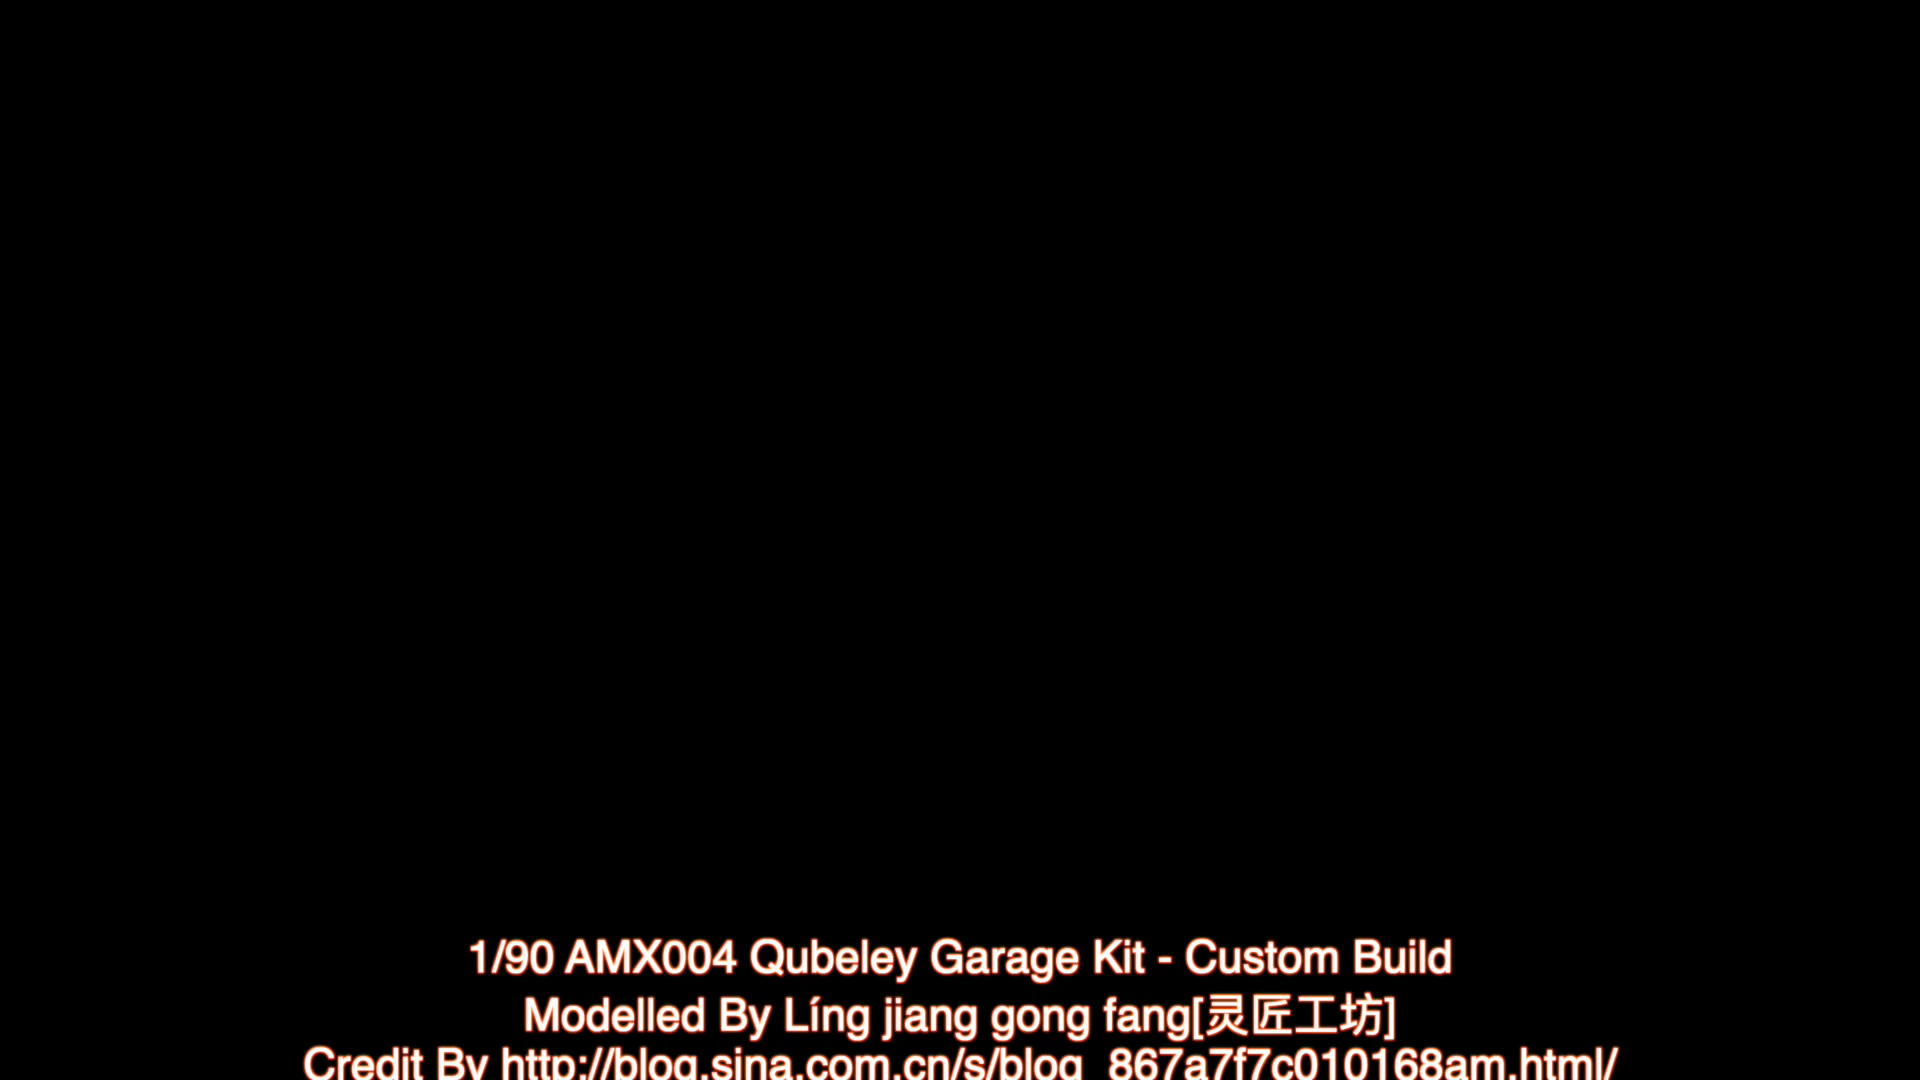 1/90 AMX004 Qubeley Garage Kit - Custom Build
Modelled By Líng jiang gong fang[灵匠工坊]
Credit By http://blog.sina.com.cn/s/blog_867a7f7c010168am.html/